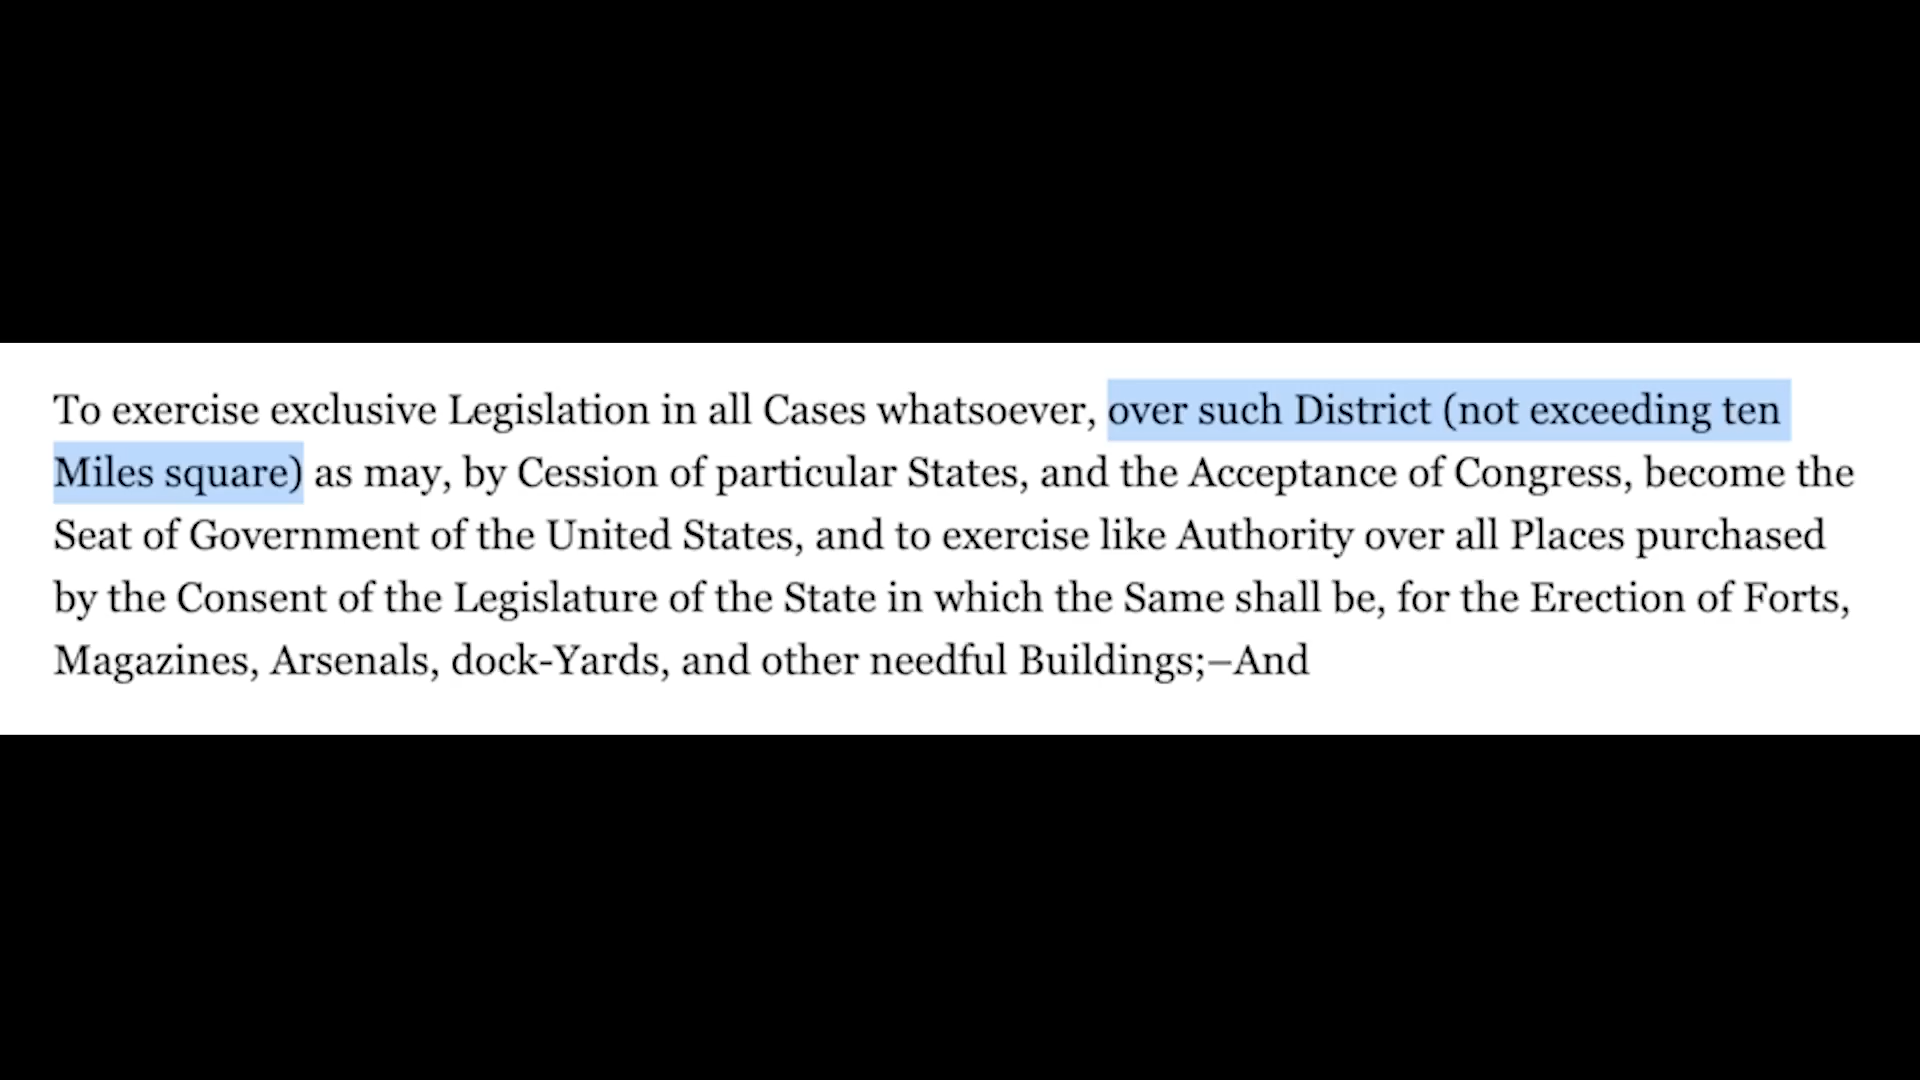 To exercise exclusive Legislation in all Cases whatsoever, over such District (not exceeding ten
Miles square) as may, by Cession of particular States, and the Acceptance of Congress, become the
Seat of Government of the United States, and to exercise like Authority over all Places purchased
by the Consent of the Legislature of the State in which the Same shall be, for the Erection of Forts,
Magazines, Arsenals, dock-Yards, and other needful Buildings;–And